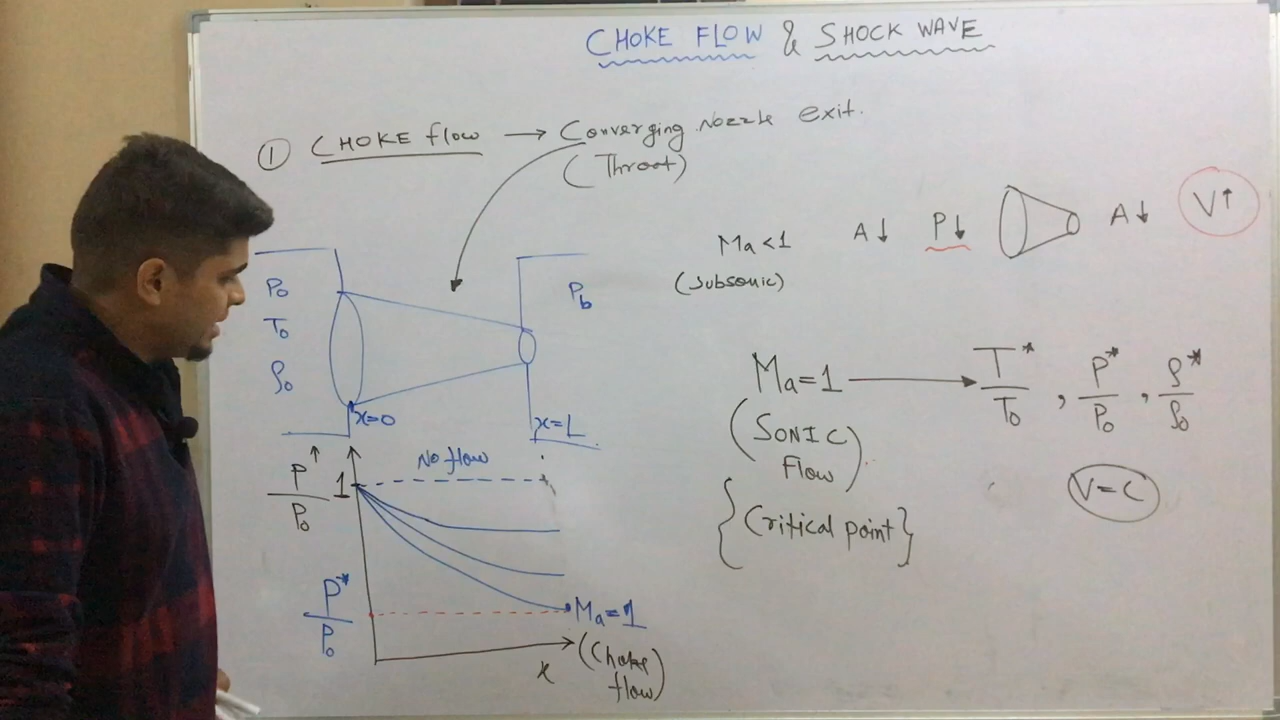 CHOKE FLOW & SHOCK WAVE
① CHOKE flow → Converging Nozzle exit.
(Throat)
Ma<1 A↓ P↓ A↓ V↑
(Subsonic)
P₀ P_b
T₀
ρ₀
x=0 x=L
Ma=1 → T*/T₀, P*/P₀, ρ*/ρ₀
(SONIC
Flow)
V=C
{Critical point}
No flow
P/P₀ ↑ 1
P*/P₀
Ma=1
x (Choke
flow)